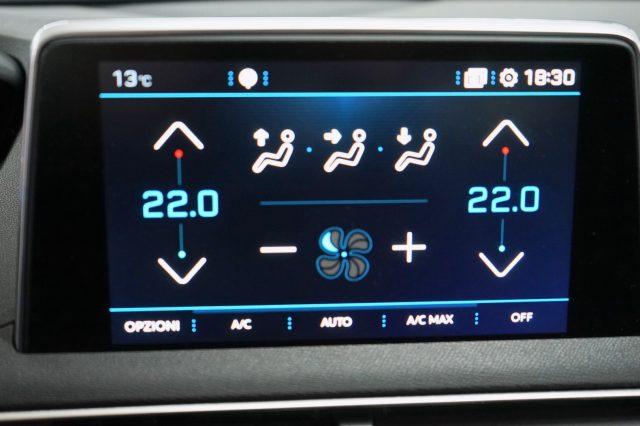 13°C 18:30
22.0 22.0
OPZIONI A/C AUTO A/C MAX OFF